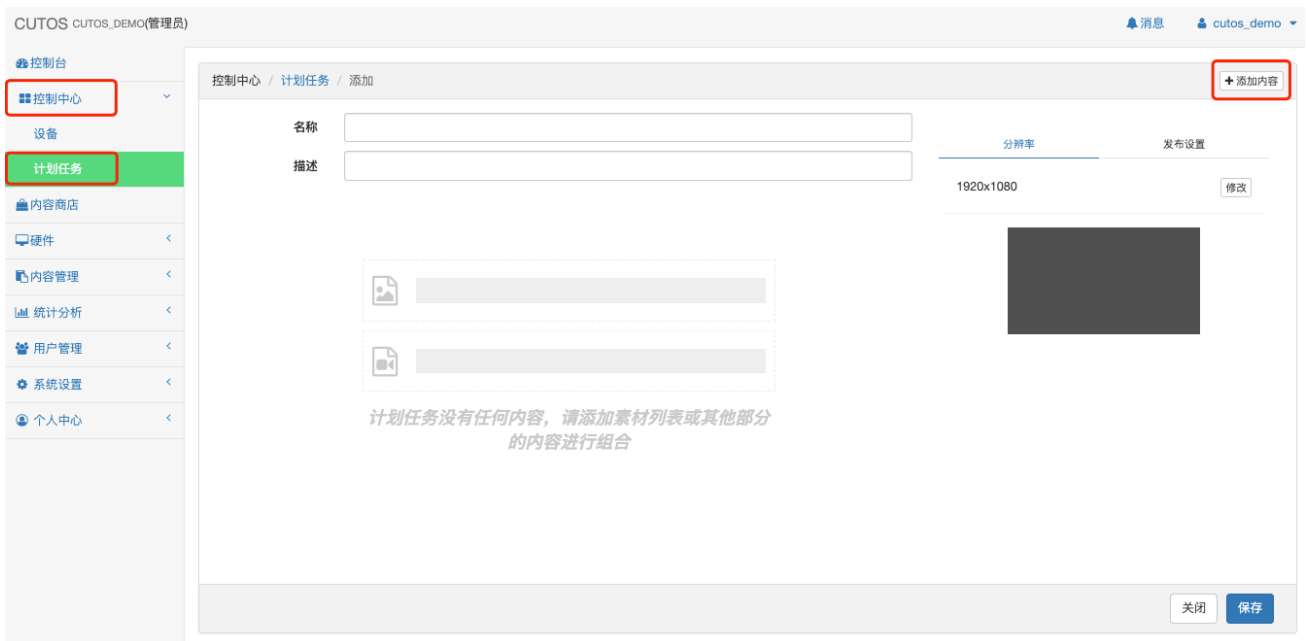 CUTOS CUTOS_DEMO(管理员)
消息
cutos_demo
控制台
控制中心
设备
计划任务
内容商店
硬件
内容管理
统计分析
用户管理
系统设置
个人中心
控制中心 / 计划任务 / 添加
添加内容
名称
描述
分辨率
发布设置
1920x1080
修改
计划任务没有任何内容，请添加素材列表或其他部分
的内容进行组合
关闭
保存